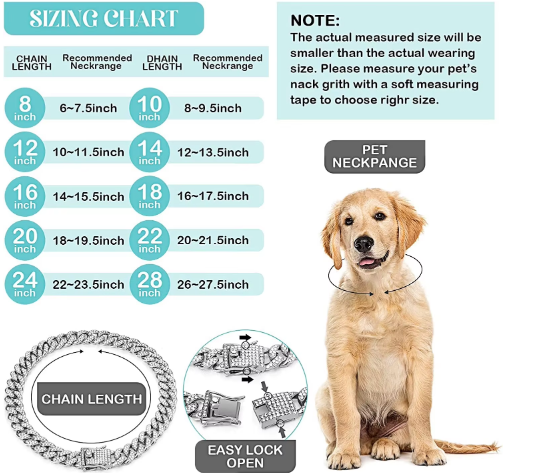 SIZING CHART
CHAIN LENGTH Recommended Neckrange DHAIN LENGTH Recommended Neckrange
8 inch 6~7.5inch 10 inch 8~9.5inch
12 inch 10~11.5inch 14 inch 12~13.5inch
16 inch 14~15.5inch 18 inch 16~17.5inch
20 inch 18~19.5inch 22 inch 20~21.5inch
24 inch 22~23.5inch 28 inch 26~27.5inch
NOTE:
The actual measured size will be
smaller than the actual wearing
size. Please measure your pet's
nack grith with a soft measuring
tape to choose righr size.
PET
NECKPANGE
CHAIN LENGTH
EASY LOCK
OPEN